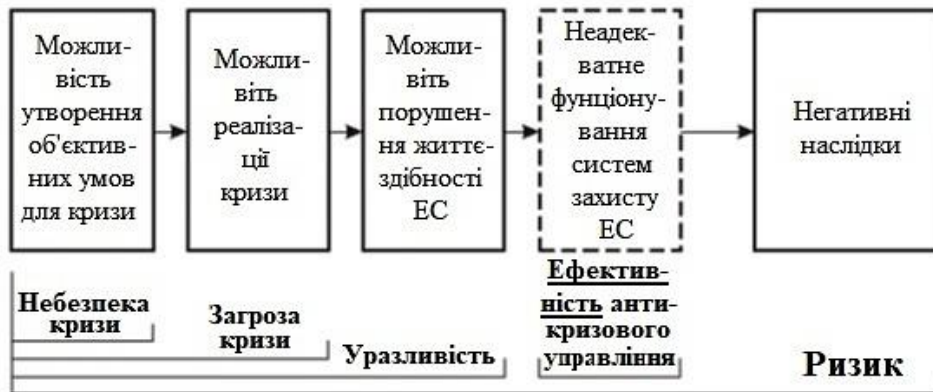 Можли-
вість
утворення
об'єктив-
них умов
для кризи
Можли-
віть
реаліза-
ції
кризи
Можли-
віть
порушен-
ня життє-
здібності
ЕС
Неадек-
ватне
фунціону-
вання
систем
захисту
ЕС
Негативні
наслідки
Небезпека
кризи
Загроза
кризи
Уразливість
Ефектив-
ність анти-
кризового
управління
Ризик